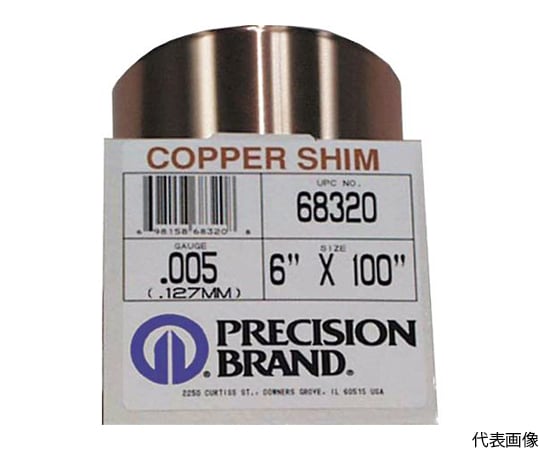 COPPER SHIM
UPC NO.
68320
6 98158 68320 8
GAUGE
.005
(.127MM)
SIZE
6" X 100"
PRECISION
BRAND®
®
2250 CURTISS ST., DOWNERS GROVE, IL 60515 USA
代表画像